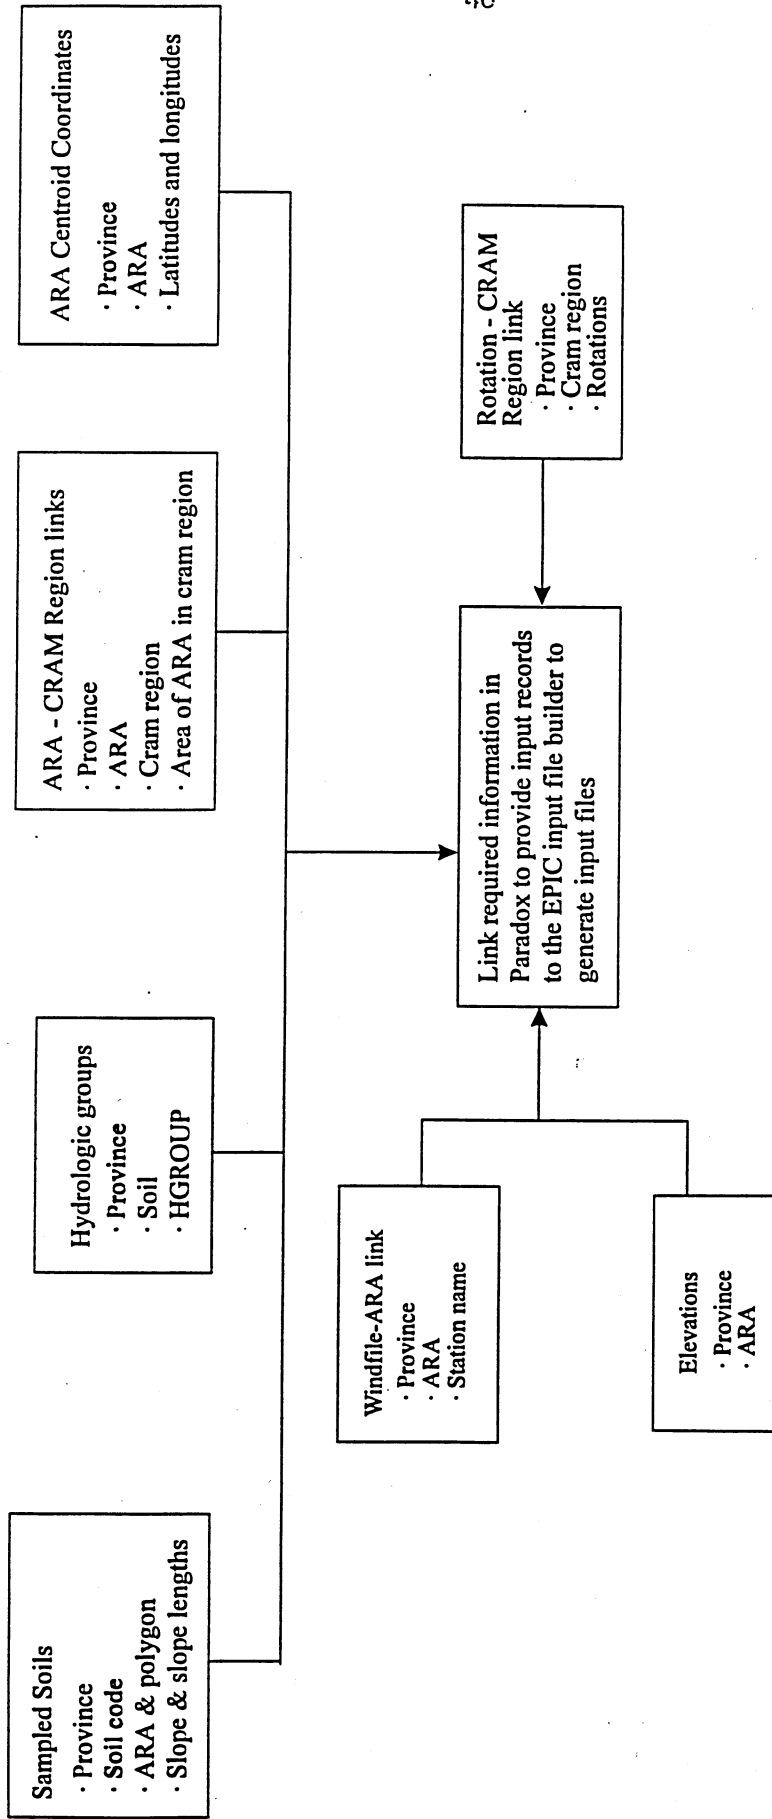 Sampled Soils
· Province
· Soil code
· ARA & polygon
· Slope & slope lengths
Hydrologic groups
· Province
· Soil
· HGROUP
ARA - CRAM Region links
· Province
· ARA
· Cram region
· Area of ARA in cram region
ARA Centroid Coordinates
· Province
· ARA
· Latitudes and longitudes
Windfile-ARA link
· Province
· ARA
· Station name
Link required information in
Paradox to provide input records
to the EPIC input file builder to
generate input files
Rotation - CRAM
Region link
· Province
· Cram region
· Rotations
Elevations
· Province
· ARA